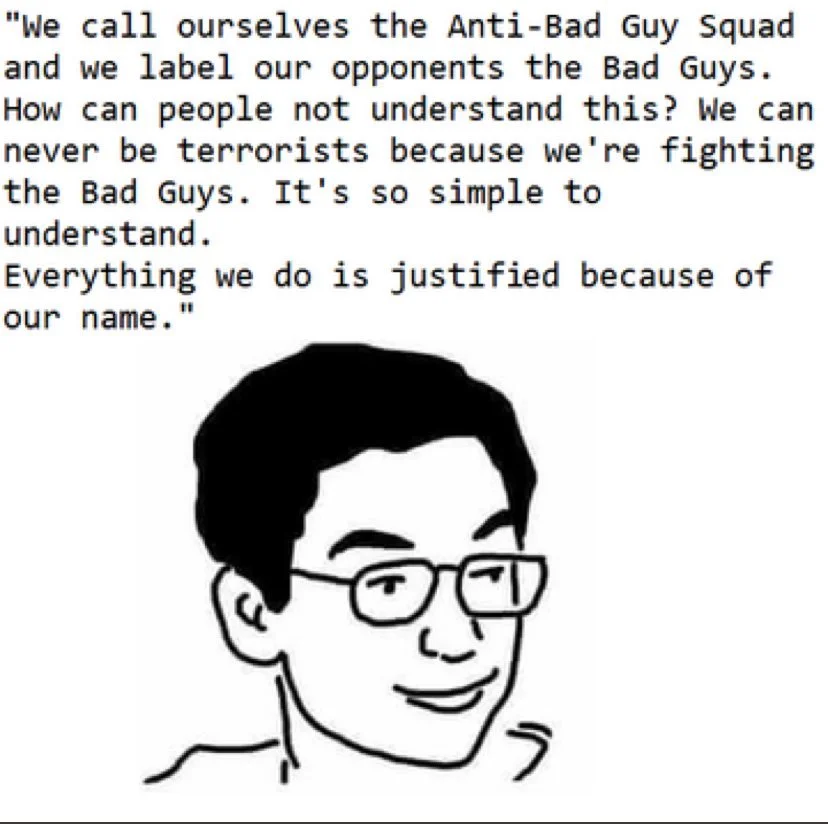 "We call ourselves the Anti-Bad Guy Squad
and we label our opponents the Bad Guys.
How can people not understand this? We can
never be terrorists because we're fighting
the Bad Guys. It's so simple to
understand.
Everything we do is justified because of
our name."